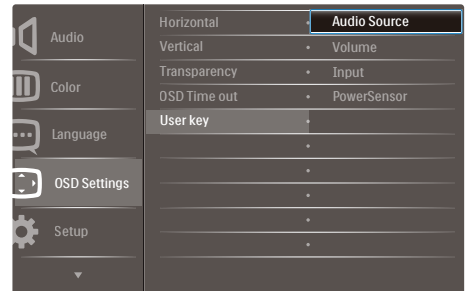 Audio
Color
Language
OSD Settings
Setup
Horizontal
Vertical
Transparency
OSD Time out
User key
Audio Source
Volume
Input
PowerSensor